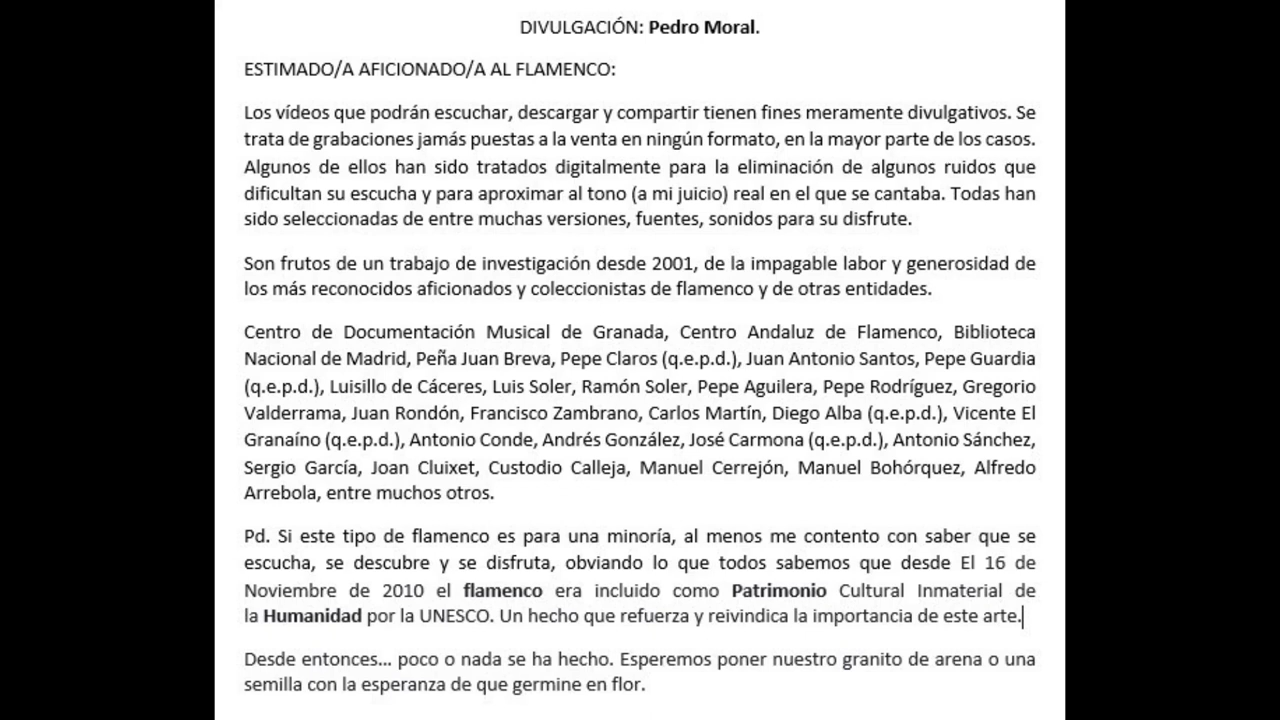 DIVULGACIÓN: Pedro Moral.
ESTIMADO/A AFICIONADO/A AL FLAMENCO:
Los vídeos que podrán escuchar, descargar y compartir tienen fines meramente divulgativos. Se
trata de grabaciones jamás puestas a la venta en ningún formato, en la mayor parte de los casos.
Algunos de ellos han sido tratados digitalmente para la eliminación de algunos ruidos que
dificultan su escucha y para aproximar al tono (a mi juicio) real en el que se cantaba. Todas han
sido seleccionadas de entre muchas versiones, fuentes, sonidos para su disfrute.
Son frutos de un trabajo de investigación desde 2001, de la impagable labor y generosidad de
los más reconocidos aficionados y coleccionistas de flamenco y de otras entidades.
Centro de Documentación Musical de Granada, Centro Andaluz de Flamenco, Biblioteca
Nacional de Madrid, Peña Juan Breva, Pepe Claros (q.e.p.d.), Juan Antonio Santos, Pepe Guardia
(q.e.p.d.), Luisillo de Cáceres, Luis Soler, Ramón Soler, Pepe Aguilera, Pepe Rodríguez, Gregorio
Valderrama, Juan Rondón, Francisco Zambrano, Carlos Martín, Diego Alba (q.e.p.d.), Vicente El
Granaíno (q.e.p.d.), Antonio Conde, Andrés González, José Carmona (q.e.p.d.), Antonio Sánchez,
Sergio García, Joan Cluixet, Custodio Calleja, Manuel Cerrejón, Manuel Bohórquez, Alfredo
Arrebola, entre muchos otros.
Pd. Si este tipo de flamenco es para una minoría, al menos me contento con saber que se
escucha, se descubre y se disfruta, obviando lo que todos sabemos que desde El 16 de
Noviembre de 2010 el flamenco era incluido como Patrimonio Cultural Inmaterial de
la Humanidad por la UNESCO. Un hecho que refuerza y reivindica la importancia de este arte.
Desde entonces... poco o nada se ha hecho. Esperemos poner nuestro granito de arena o una
semilla con la esperanza de que germine en flor.